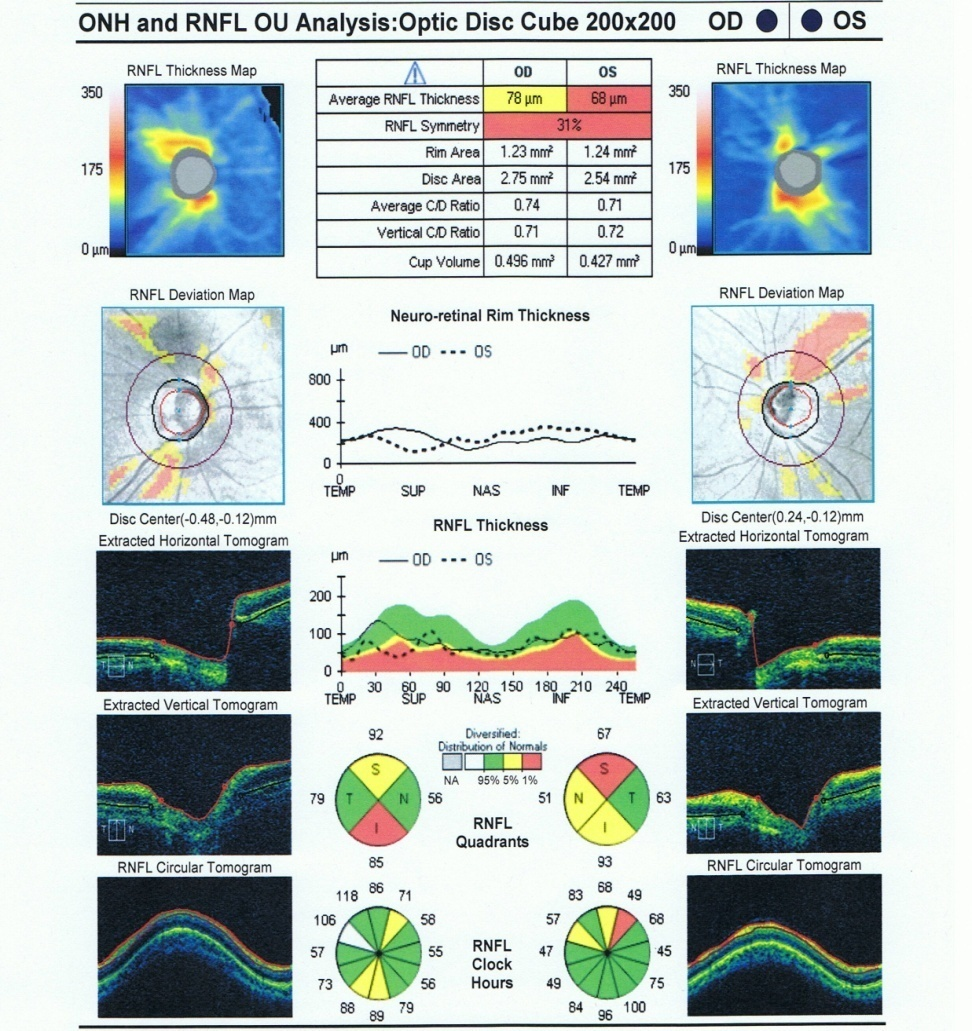 ONH and RNFL OU Analysis:Optic Disc Cube 200x200 OD OS
RNFL Thickness Map
350
175
0 µm
OD OS
Average RNFL Thickness 78 µm 68 µm
RNFL Symmetry 31%
Rim Area 1.23 mm² 1.24 mm²
Disc Area 2.75 mm² 2.54 mm²
Average C/D Ratio 0.74 0.71
Vertical C/D Ratio 0.71 0.72
Cup Volume 0.496 mm³ 0.427 mm³
RNFL Thickness Map
350
175
0 µm
RNFL Deviation Map
Disc Center(-0.48,-0.12)mm
Neuro-retinal Rim Thickness
µm OD OS
800
400
0
0
TEMP SUP NAS INF TEMP
RNFL Deviation Map
Disc Center(0.24,-0.12)mm
Extracted Horizontal Tomogram
T N
RNFL Thickness
µm OD OS
200
100
0
0 30 60 90 120 150 180 210 240
TEMP SUP NAS INF TEMP
Extracted Horizontal Tomogram
N T
Extracted Vertical Tomogram
T N
92
79 S T N I 56
85
Diversified:
Distribution of Normals
NA 95% 5% 1%
RNFL
Quadrants
67
51 S N T I 63
93
Extracted Vertical Tomogram
N T
RNFL Circular Tomogram
118 86 71
106 58
57 55
73 56
88 89 79
RNFL
Clock
Hours
83 68 49
57 68
47 45
49 75
84 96 100
RNFL Circular Tomogram